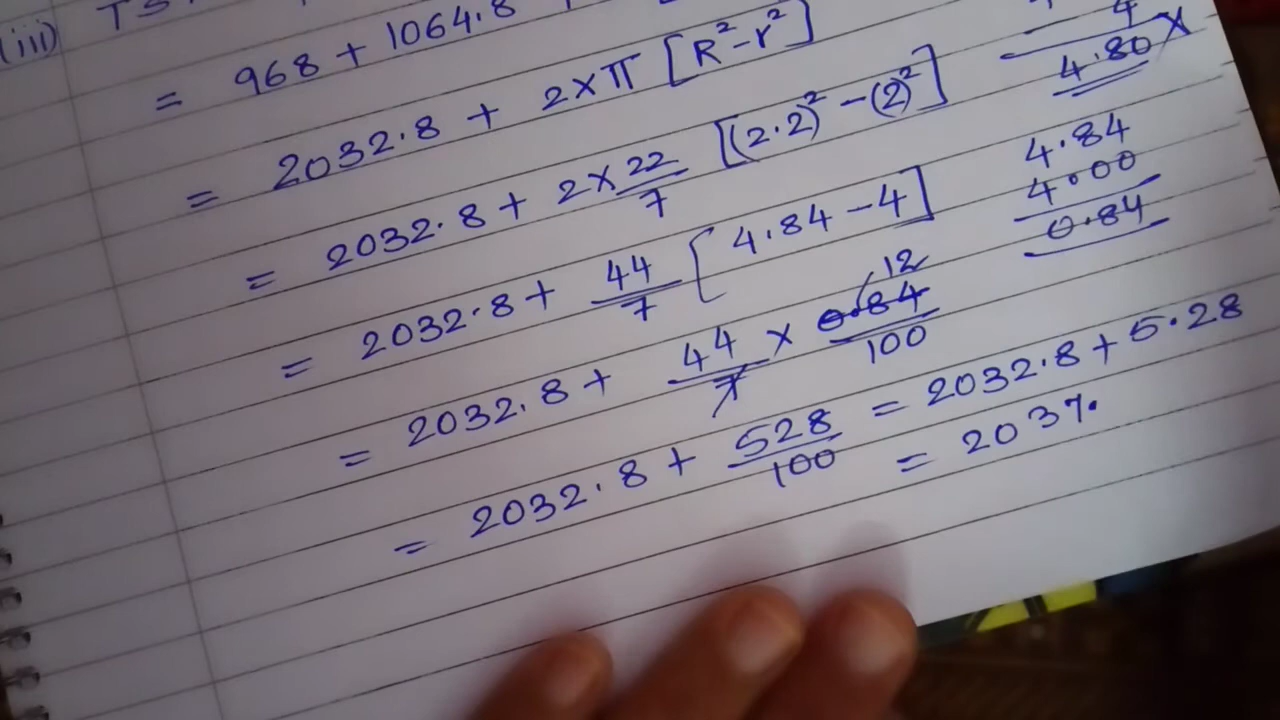 (iii) TS
= 968 + 1064.8
= 2032.8 + 2×π [R²-r²]
= 2032.8 + 2×22/7 [(2.2)² - (2)²]
= 2032.8 + 44/7 [4.84 - 4]
= 2032.8 + 44/7 × 0.84/100 12
= 2032.8 + 528/100 = 2032.8 + 5.28
= 2037.
4
4.80 ×
4.84
4.00
0.84